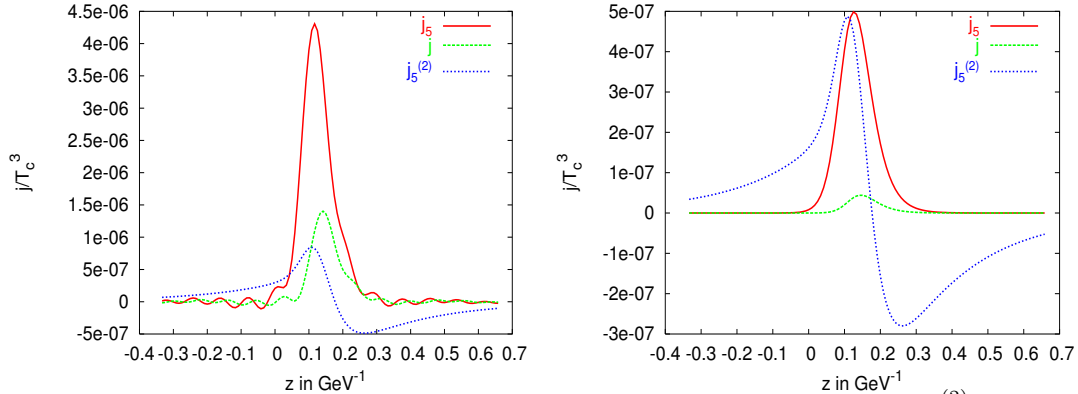 4.5e-06
4e-06
3.5e-06
3e-06
2.5e-06
2e-06
1.5e-06
1e-06
5e-07
0
-5e-07
j/T_c^3
-0.4 -0.3 -0.2 -0.1 0 0.1 0.2 0.3 0.4 0.5 0.6 0.7
z in GeV^-1
j_5
j
j_5^(2)
5e-07
4e-07
3e-07
2e-07
1e-07
0
-1e-07
-2e-07
-3e-07
j/T_c^3
-0.4 -0.3 -0.2 -0.1 0 0.1 0.2 0.3 0.4 0.5 0.6 0.7
z in GeV^-1
j_5
j
j_5^(2)